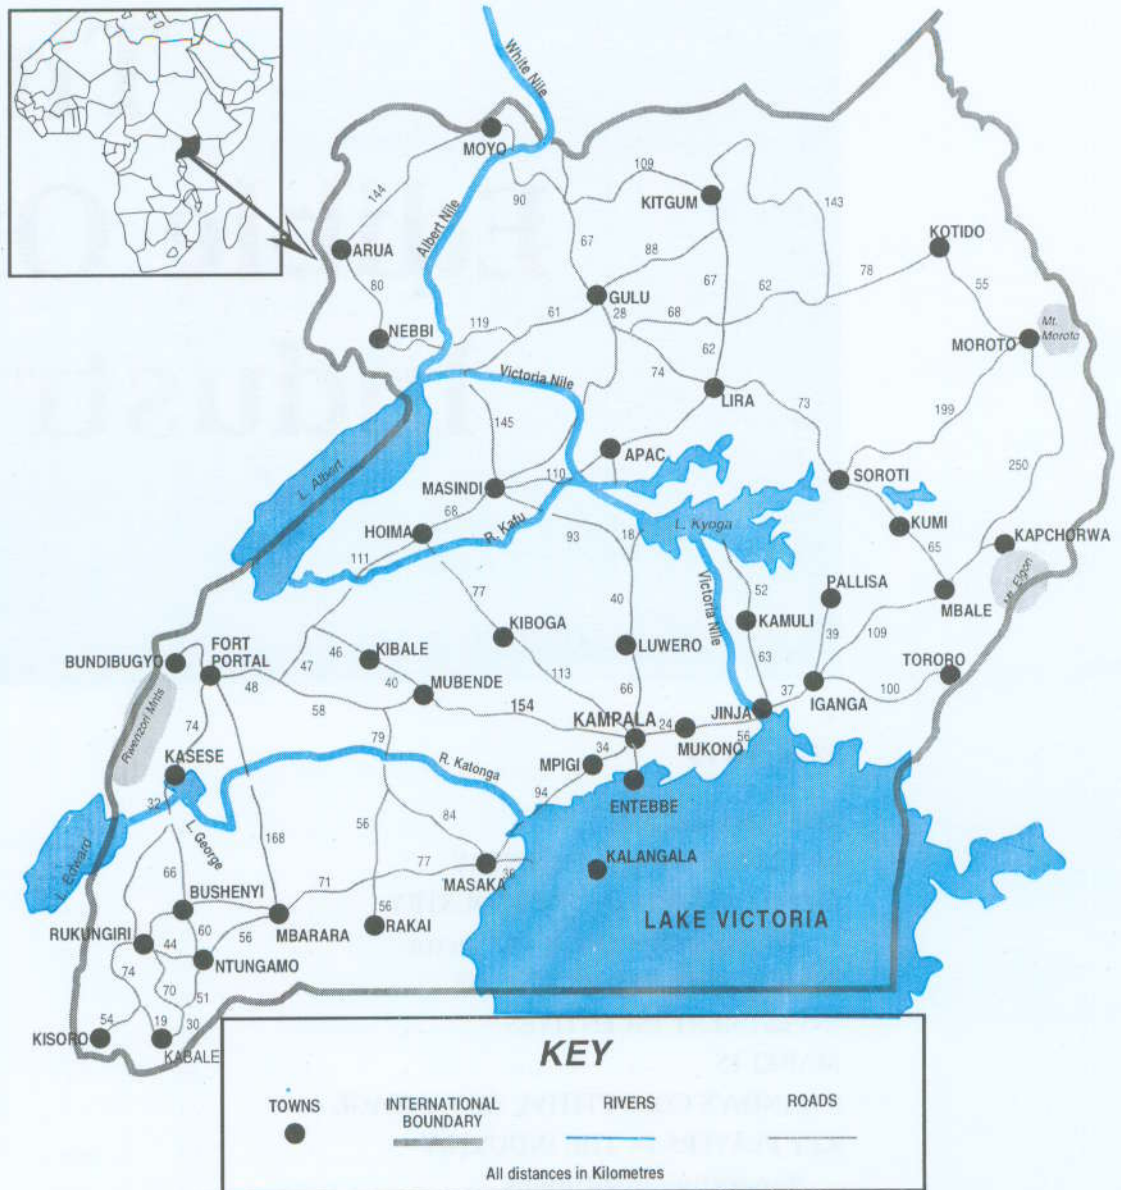 White Nile
MOYO
109
KITGUM
144
90
143
Albert Nile
KOTIDO
ARUA
67
88
78
55
80
GULU
67
62
28
68
Mt.
Moroto
NEBBI
119
61
MOROTO
62
Victoria Nile
74
LIRA
73
199
145
APAC
250
L. Albert
MASINDI
110
SOROTI
68
R. Kafu
L. Kyoga
KUMI
HOIMA
93
18
KAPCHORWA
111
65
77
52
PALLISA
Mt. Elgon
MBALE
40
Victoria Nile
KAMULI
KIBOGA
109
FORT
PORTAL
BUNDIBUGYO
46
KIBALE
LUWERO
39
47
40
MUBENDE
113
63
TORORO
48
58
66
37
IGANGA
100
154
Rwenzori Mnts
74
KAMPALA
24
JINJA
79
34
MUKONO
56
KASESE
R. Katonga
MPIGI
32
94
ENTEBBE
L. George
56
84
168
L. Edward
77
KALANGALA
66
MASAKA
36
BUSHENYI
71
LAKE VICTORIA
RUKUNGIRI
44
60
56
MBARARA
56
RAKAI
NTUNGAMO
74
70
51
54
19
30
KISORO
KABALE
KEY
TOWNS
INTERNATIONAL
BOUNDARY
RIVERS
ROADS
All distances in Kilometres